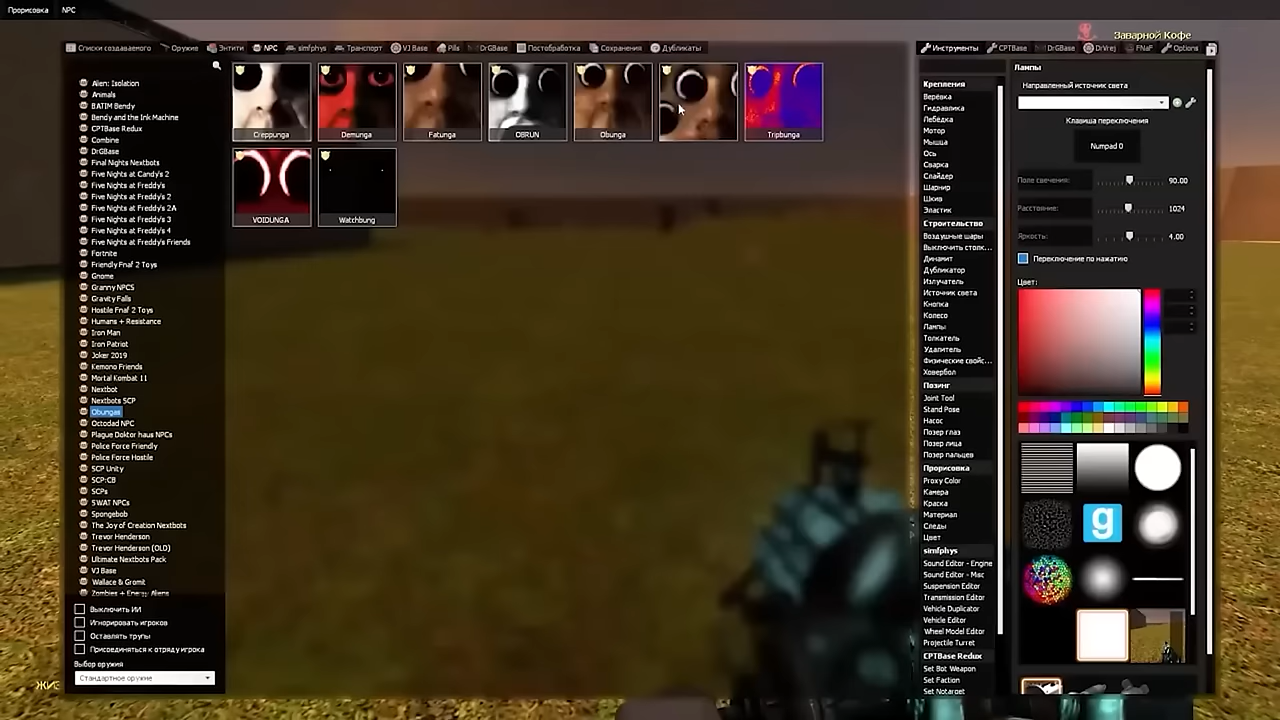 Прорисовка NPC
Заварной Кофе
Списки создаваемого Оружие Энтити NPC simfphys Транспорт VJ Base Pills DrGBase Постобработка Сохранения Дубликаты
Инструменты CPTBase DrGBase DrVrej FNaF Options
Alien: Isolation
Animals
BATIM Bendy
Bendy and the Ink Machine
CPTBase Redux
Combine
DrGBase
Final Nights Nextbots
Five Nights at Candy's 2
Five Nights at Freddy's
Five Nights at Freddy's 2
Five Nights at Freddy's 2A
Five Nights at Freddy's 3
Five Nights at Freddy's 4
Five Nights at Freddy's Friends
Fortnite
Friendly Fnaf 2 Toys
Gnome
Granny NPCS
Gravity Falls
Hostile Fnaf 2 Toys
Humans + Resistance
Iron Man
Iron Patriot
Joker 2019
Kemono Friends
Mortal Kombat 11
Nextbot
Nextbots SCP
Obungas
Octodad NPC
Plague Doktor haus NPCs
Police Force Friendly
Police Force Hostile
SCP Unity
SCP:CB
SCPs
SWAT NPCs
Spongebob
The Joy of Creation Nextbots
Trevor Henderson
Trevor Henderson (OLD)
Ultimate Nextbots Pack
VJ Base
Wallace & Gromit
Zombies + Enemy Aliens
Выключить ИИ
Игнорировать игроков
Оставлять трупы
Присоединяться к отряду игрока
Выбор оружия
Стандартное оружие
Creppunga Demunga Fatunga OBRUN Obunga Tripbunga
VOIDUNGA Watchbung
Крепления
Верёвка
Гидравлика
Лебёдка
Мотор
Мышца
Ось
Сварка
Слайдер
Шарнир
Шкив
Эластик
Строительство
Воздушные шары
Выключить столк...
Динамит
Дубликатор
Излучатель
Источник света
Кнопка
Колесо
Лампы
Толкатель
Удалитель
Физические свойс...
Ховербол
Позинг
Joint Tool
Stand Pose
Насос
Позер глаз
Позер лица
Позер пальцев
Прорисовка
Proxy Color
Камера
Краска
Материал
Следы
Цвет
simfphys
Sound Editor - Engine
Sound Editor - Misc
Suspension Editor
Transmission Editor
Vehicle Duplicator
Vehicle Editor
Wheel Model Editor
Projectile Turret
CPTBase Redux
Set Bot Weapon
Set Faction
Set Notarget
Лампы
Направленный источник света
Клавиша переключения
Numpad 0
Поле свечения: 90.00
Расстояние: 1024
Яркость: 4.00
Переключение по нажатию
Цвет:
g
ЖИЗ